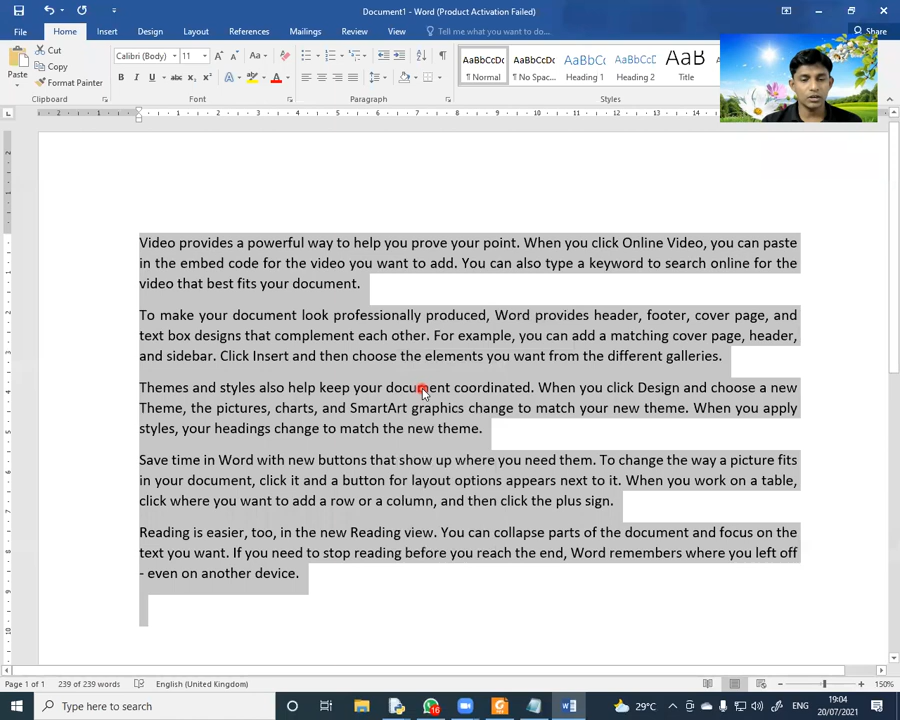 Document1 - Word (Product Activation Failed)
File Home Insert Design Layout References Mailings Review View Tell me what you want to do... Share
Paste
Cut
Copy
Format Painter
Calibri (Body) 11
AaBbCcDc AaBbCcDc AaBbCc AaBbCcD AaB
¶ Normal ¶ No Spac... Heading 1 Heading 2 Title
Clipboard Font Paragraph Styles
Video provides a powerful way to help you prove your point. When you click Online Video, you can paste
in the embed code for the video you want to add. You can also type a keyword to search online for the
video that best fits your document.
To make your document look professionally produced, Word provides header, footer, cover page, and
text box designs that complement each other. For example, you can add a matching cover page, header,
and sidebar. Click Insert and then choose the elements you want from the different galleries.
Themes and styles also help keep your document coordinated. When you click Design and choose a new
Theme, the pictures, charts, and SmartArt graphics change to match your new theme. When you apply
styles, your headings change to match the new theme.
Save time in Word with new buttons that show up where you need them. To change the way a picture fits
in your document, click it and a button for layout options appears next to it. When you work on a table,
click where you want to add a row or a column, and then click the plus sign.
Reading is easier, too, in the new Reading view. You can collapse parts of the document and focus on the
text you want. If you need to stop reading before you reach the end, Word remembers where you left off
- even on another device.
Page 1 of 1 239 of 239 words English (United Kingdom) 150%
Type here to search 16 29°C 19:04
20/07/2021